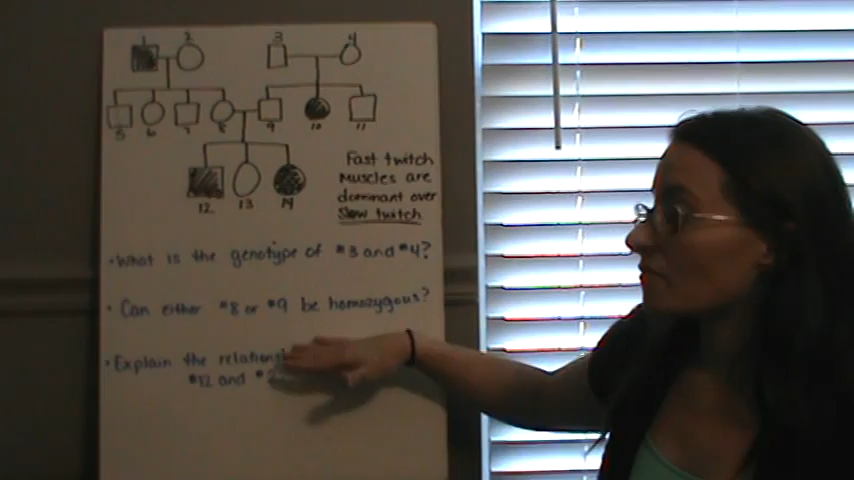 1 2 3 4
5 6 7 8 9 10 11
12 13 14
Fast twitch
Muscles are
dominant over
Slow twitch
• What is the genotype of #3 and #4?
• Can either #8 or #9 be homozygous?
• Explain the
#12 and